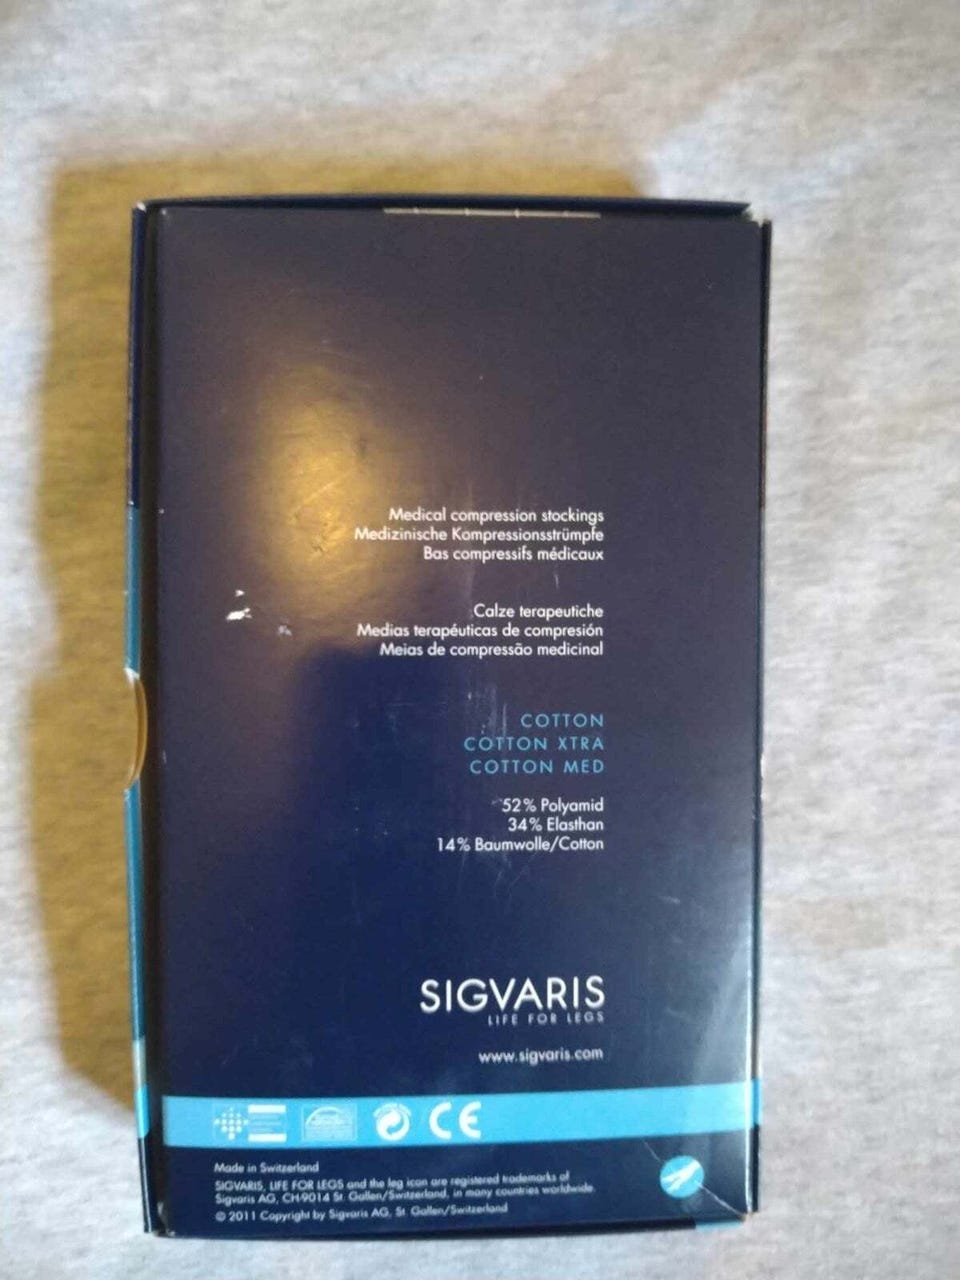 Medical compression stockings
Medizinische Kompressionsstrümpfe
Bas compressifs médicaux
Calze terapeutiche
Medias terapéuticas de compresión
Meias de compressão medicinal
COTTON
COTTON XTRA
COTTON MED
52% Polyamid
34% Elasthan
14% Baumwolle/Cotton
SIGVARIS
LIFE FOR LEGS
www.sigvaris.com
CE
Made in Switzerland
SIGVARIS, LIFE FOR LEGS and the leg icon are registered trademarks of
Sigvaris AG, CH-9014 St. Gallen/Switzerland, in many countries worldwide.
© 2011 Copyright by Sigvaris AG, St. Gallen/Switzerland